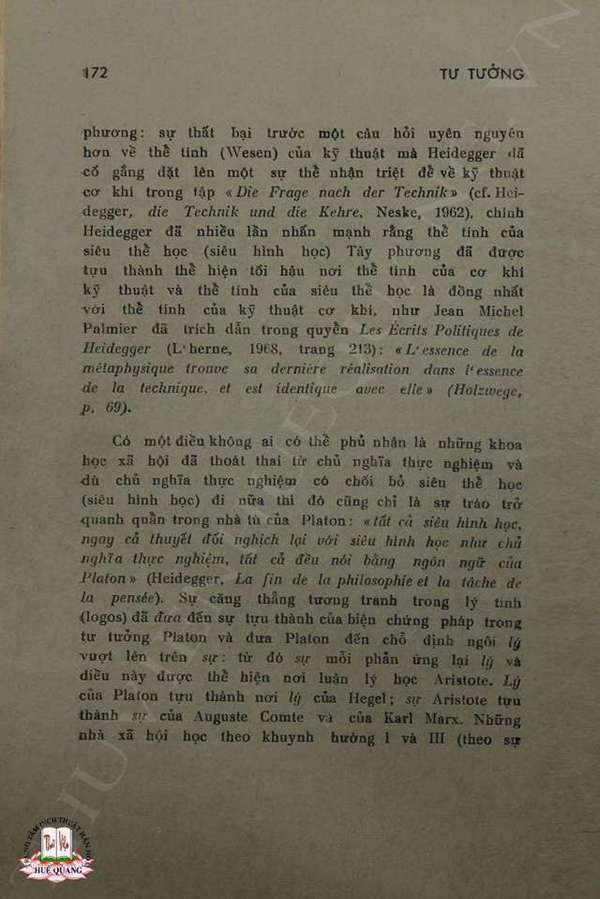 172 TƯ TƯỞNG
phương: sự thất bại trước một câu hỏi uyên nguyên
hơn về thể tính (Wesen) của kỹ thuật mà Heidegger đã
cố gắng đặt lên một sự thể nhận triệt để về kỹ thuật
cơ khí trong tập «Die Frage nach der Technik» (cf. Hei-
degger, die Technik und die Kehre, Neske, 1962), chính
Heidegger đã nhiều lần nhấn mạnh rằng thể tính của
siêu thể học (siêu hình học) Tây phương đã được
tựu thành thể hiện tối hậu nơi thể tính của cơ khí
kỹ thuật và thể tính của siêu thể học là đồng nhất
với thể tính của kỹ thuật cơ khí, như Jean Michel
Palmier đã trích dẫn trong quyển Les Écrits Politiques de
Heidegger (L'herne, 1968, trang 213): «L'essence de la
métaphysique trouve sa dernière réalisation dans l'essence
de la technique, et est identique avec elle» (Holzwege,
p. 69).
Có một điều không ai có thể phủ nhận là những khoa
học xã hội đã thoát thai từ chủ nghĩa thực nghiệm và
dù chủ nghĩa thực nghiệm có chối bỏ siêu thể học
(siêu hình học) đi nữa thì đó cũng chỉ là sự tráo trở
quanh quẩn trong nhà tù của Platon: «tất cả siêu hình học,
ngay cả thuyết đối nghịch lại với siêu hình học như chủ
nghĩa thực nghiệm, tất cả đều nói bằng ngôn ngữ của
Platon» (Heidegger, La fin de la philosophie et la tâche de
la pensée). Sự căng thẳng tương tranh trong lý tính
(logos) đã đưa đến sự tựu thành của biện chứng pháp trong
tư tưởng Platon và đưa Platon đến chỗ định ngôi lý
vượt lên trên sự: từ đó sự mỗi phản ứng lại lý và
điều này được thể hiện nơi luận lý học Aristote. Lý
của Platon tựu thành nơi lý của Hegel; sự Aristote tựu
thành sự của Auguste Comte và của Karl Marx. Những
nhà xã hội học theo khuynh hướng I và III (theo sự
TRUNG TÂM DỊCH THUẬT HÁN NÔM
Thư Viện
HUỆ QUANG